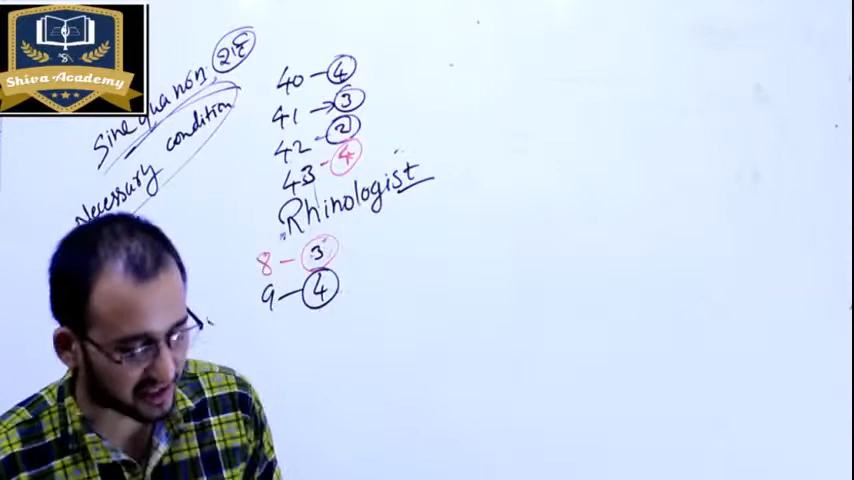 Shiva Academy
Sine qua non:
Necessary condition
40 - 4
41 → 3
42 - 2
43 - 4
Rhinologist
8 - 3
9 - 4